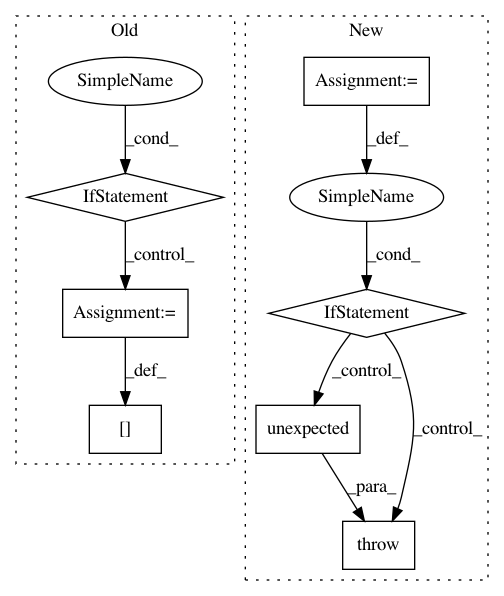 Old
SimpleName
_cond_
IfStatement
_control_
Assignment:=
_def_
[]
New
Assignment:=
_def_
SimpleName
_cond_
IfStatement
_control_
_control_
unexpected
_para_
throw